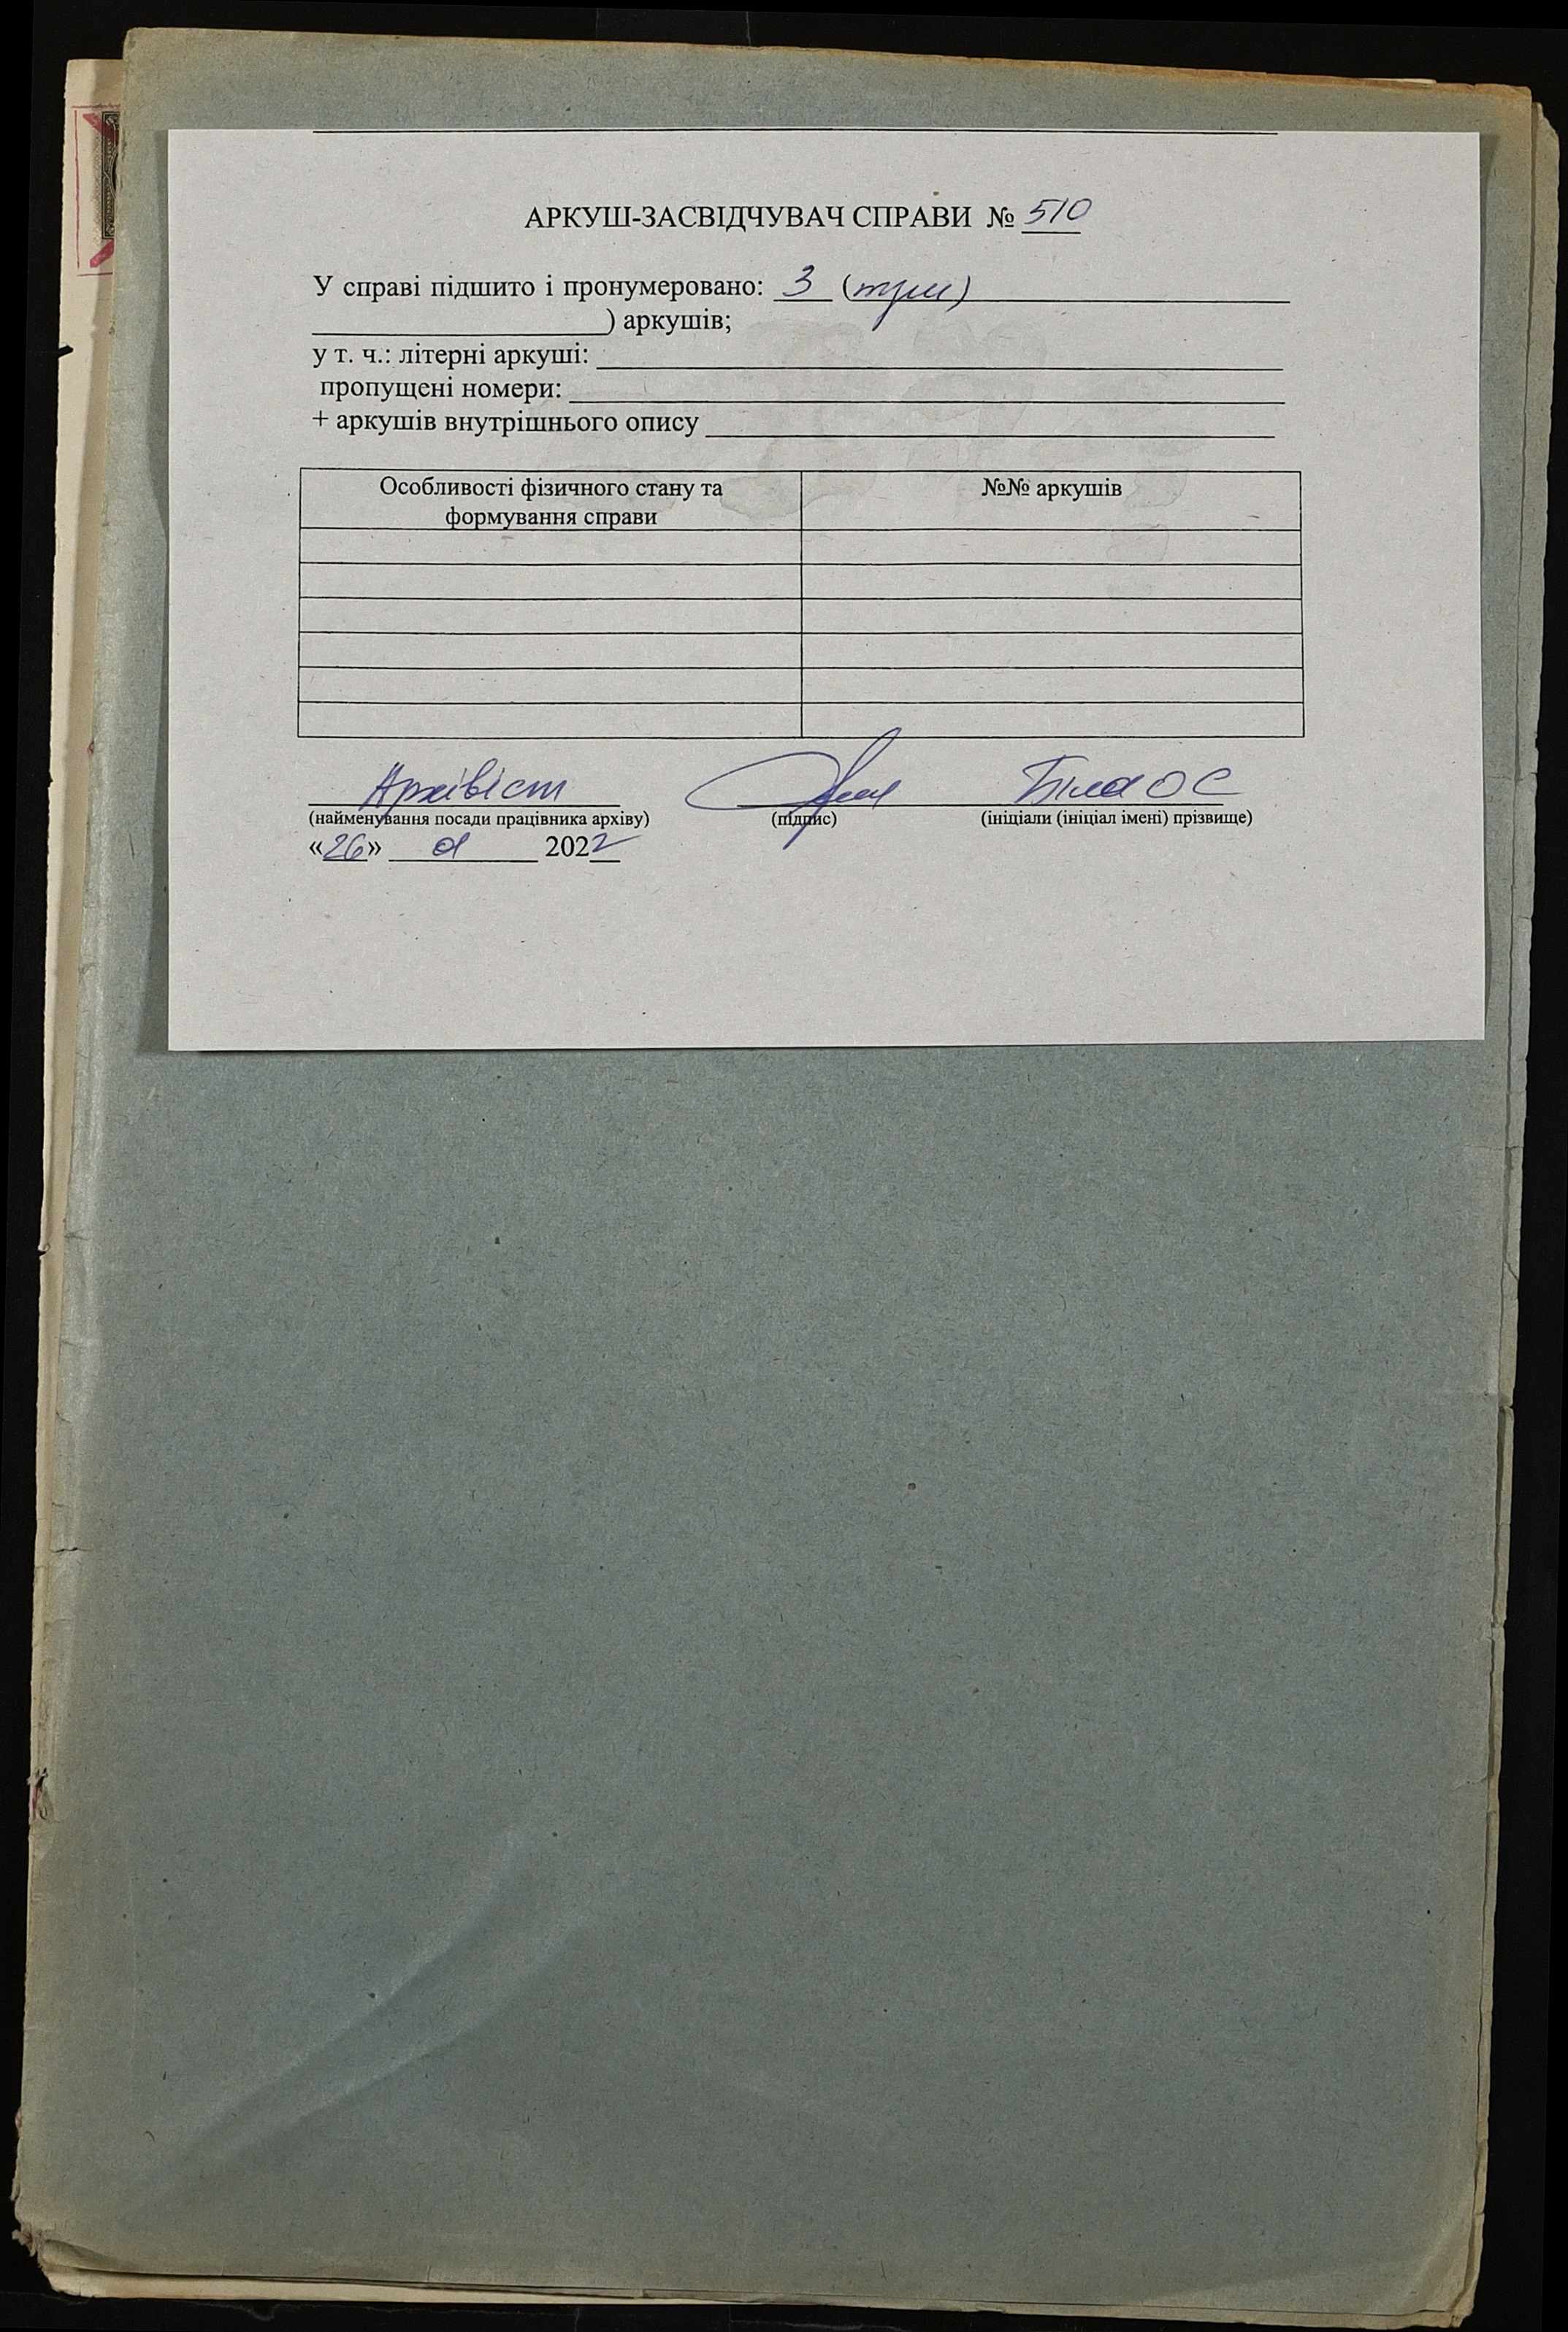 АРКУШ-ЗАСВІДЧУВАЧ СПРАВИ № 510
У справі підшито і пронумеровано: 3 (три)
) аркушів;
у т. ч.: літерні аркуші:
пропущені номери:
+ аркушів внутрішнього опису
Особливості фізичного стану та формування справи №№ аркушів
Архівіст Біла О С
(найменування посади працівника архіву) (підпис) (ініціали (ініціал імені) прізвище)
«26» 01 2022